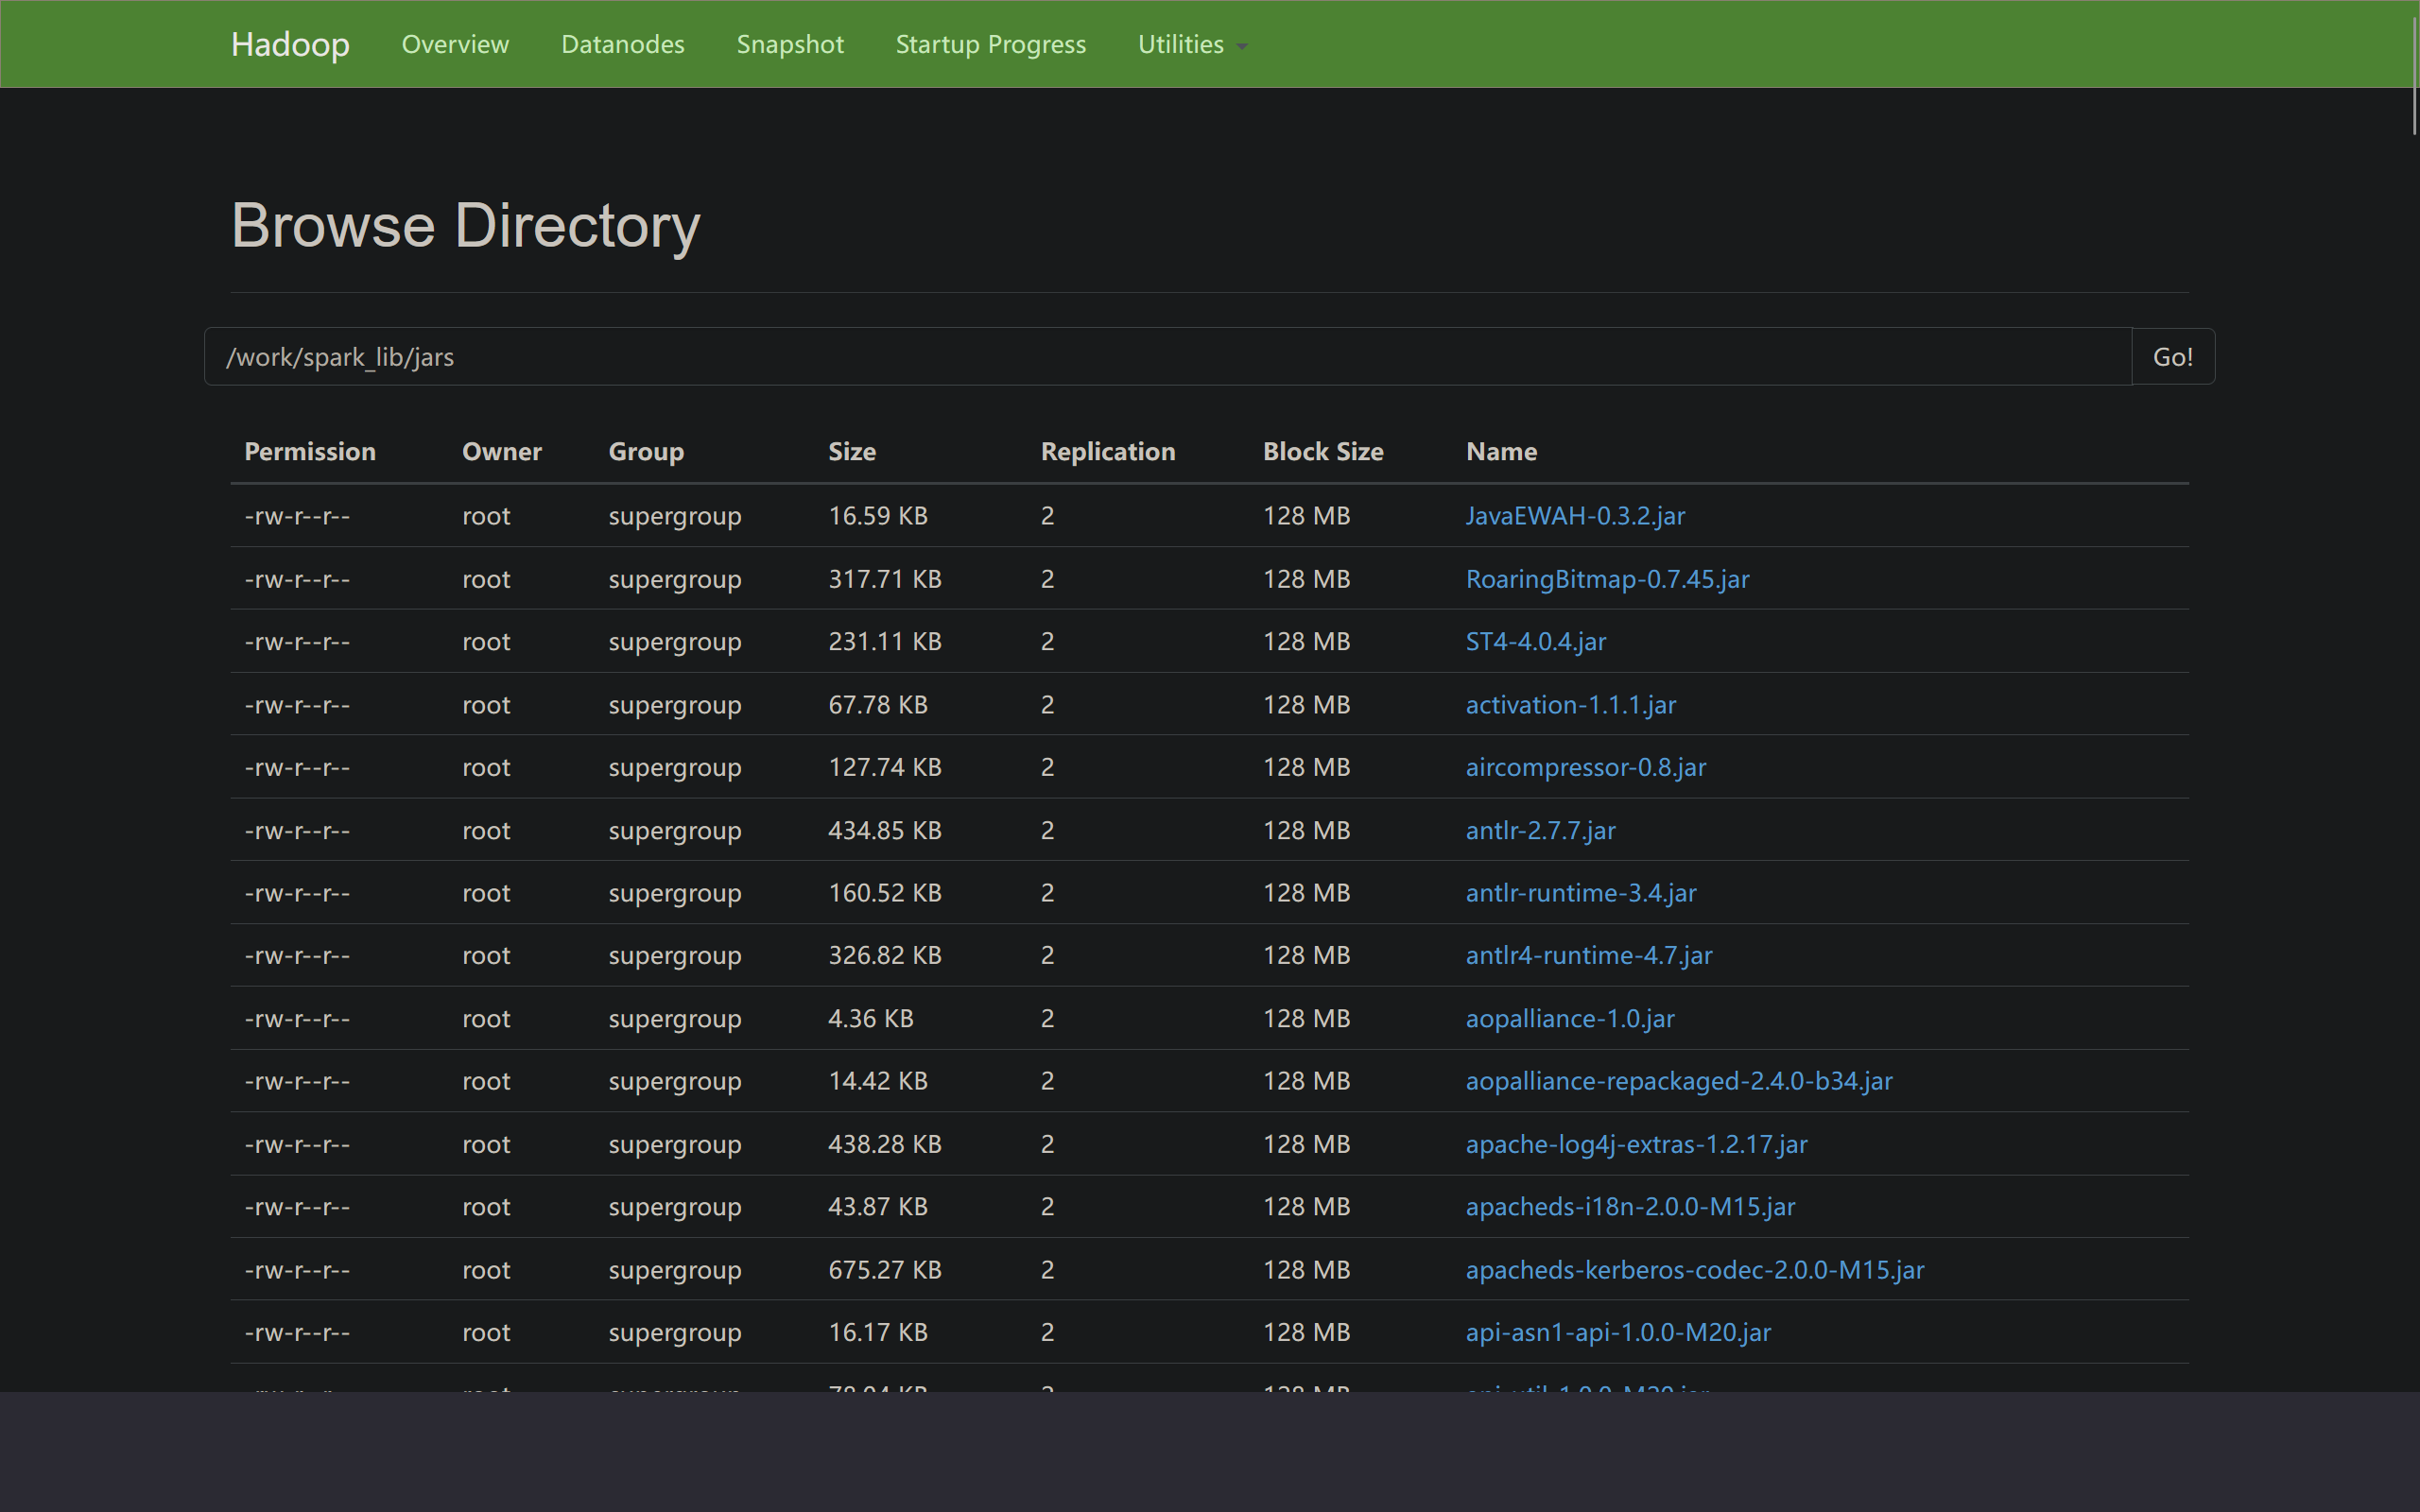 Hadoop Overview Datanodes Snapshot Startup Progress Utilities
Browse Directory
/work/spark_lib/jars Go!
Permission Owner Group Size Replication Block Size Name
-rw-r--r-- root supergroup 16.59 KB 2 128 MB JavaEWAH-0.3.2.jar
-rw-r--r-- root supergroup 317.71 KB 2 128 MB RoaringBitmap-0.7.45.jar
-rw-r--r-- root supergroup 231.11 KB 2 128 MB ST4-4.0.4.jar
-rw-r--r-- root supergroup 67.78 KB 2 128 MB activation-1.1.1.jar
-rw-r--r-- root supergroup 127.74 KB 2 128 MB aircompressor-0.8.jar
-rw-r--r-- root supergroup 434.85 KB 2 128 MB antlr-2.7.7.jar
-rw-r--r-- root supergroup 160.52 KB 2 128 MB antlr-runtime-3.4.jar
-rw-r--r-- root supergroup 326.82 KB 2 128 MB antlr4-runtime-4.7.jar
-rw-r--r-- root supergroup 4.36 KB 2 128 MB aopalliance-1.0.jar
-rw-r--r-- root supergroup 14.42 KB 2 128 MB aopalliance-repackaged-2.4.0-b34.jar
-rw-r--r-- root supergroup 438.28 KB 2 128 MB apache-log4j-extras-1.2.17.jar
-rw-r--r-- root supergroup 43.87 KB 2 128 MB apacheds-i18n-2.0.0-M15.jar
-rw-r--r-- root supergroup 675.27 KB 2 128 MB apacheds-kerberos-codec-2.0.0-M15.jar
-rw-r--r-- root supergroup 16.17 KB 2 128 MB api-asn1-api-1.0.0-M20.jar